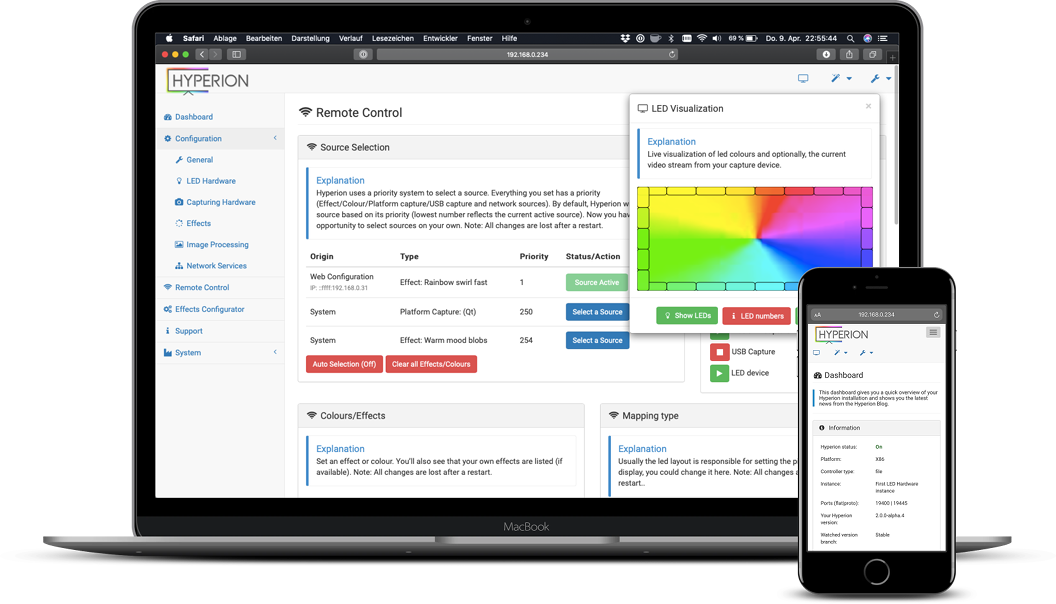 Safari Ablage Bearbeiten Darstellung Verlauf Lesezeichen Entwickler Fenster Hilfe
69 % Do. 9. Apr. 22:55:44
192.168.0.234
HYPERION
Dashboard
Configuration
General
LED Hardware
Capturing Hardware
Effects
Image Processing
Network Services
Remote Control
Effects Configurator
Support
System
Remote Control
Source Selection
Explanation
Hyperion uses a priority system to select a source. Everything you set has a priority
(Effect/Colour/Platform capture/USB capture and network sources). By default, Hyperion w
source based on its priority (lowest number reflects the current active source). Now you hav
opportunity to select sources on your own. Note: All changes are lost after a restart.
Origin Type Priority Status/Action
Web Configuration
IP: ::ffff:192.168.0.31
Effect: Rainbow swirl fast 1 Source Active
System Platform Capture: (Qt) 250 Select a Source
System Effect: Warm mood blobs 254 Select a Source
Auto Selection (Off) Clear all Effects/Colours
Colours/Effects
Explanation
Set an effect or colour. You'll also see that your own effects are listed (if
available). Note: All changes are lost after a restart.
Mapping type
Explanation
Usually the led layout is responsible for setting the p
display, you could change it here. Note: All changes a
restart..
LED Visualization
×
Explanation
Live visualization of led colours and optionally, the current
video stream from your capture device.
Show LEDs LED numbers
USB Capture
LED device
MacBook
AA 192.168.0.234
HYPERION
Dashboard
This dashboard gives you a quick overview of your
Hyperion installation and shows you the latest
news from the Hyperion Blog.
Information
Hyperion status: On
Platform: X86
Controller type: file
Instance: First LED Hardware
instance
Ports (flat|proto): 19400 | 19445
Your Hyperion
version:
2.0.0-alpha.4
Watched version
branch:
Stable